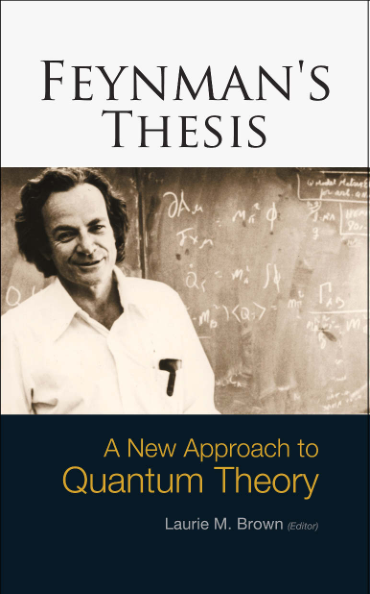 FEYNMAN'S
THESIS
A New Approach to
Quantum Theory
Laurie M. Brown (Editor)